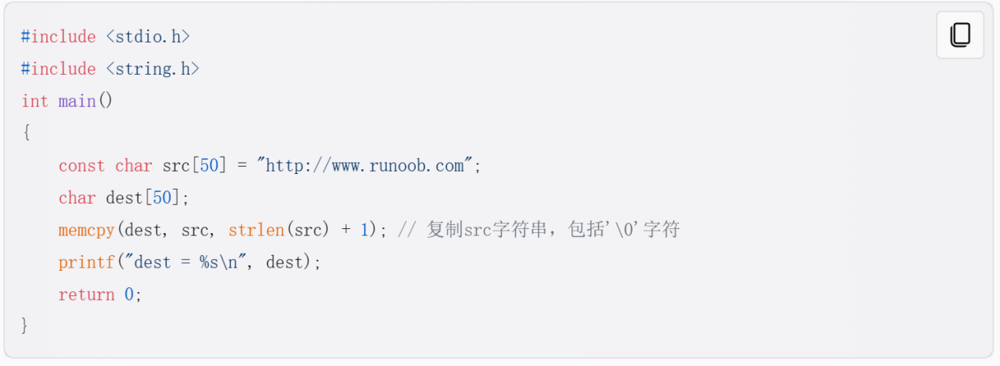 #include <stdio.h>
#include <string.h>
int main()
{
    const char src[50] = "http://www.runoob.com";
    char dest[50];
    memcpy(dest, src, strlen(src) + 1); // 复制src字符串，包括'\0'字符
    printf("dest = %s\n", dest);
    return 0;
}